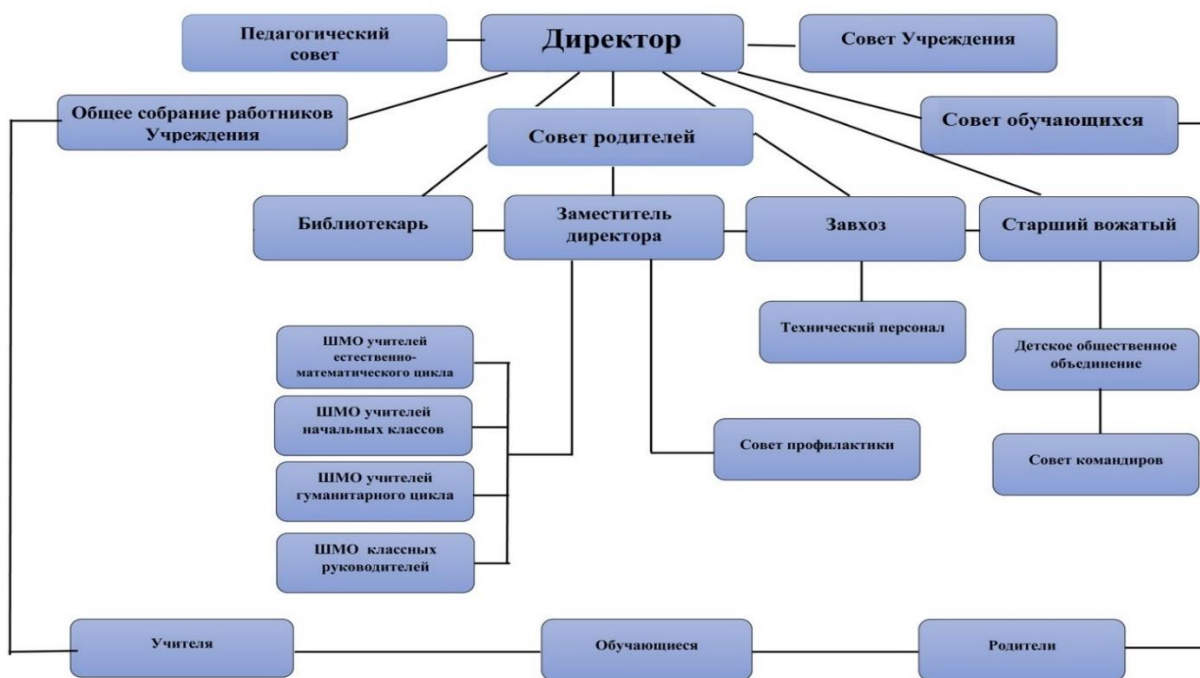 Педагогический
совет
Директор
Совет Учреждения
Общее собрание работников
Учреждения
Совет родителей
Совет обучающихся
Библиотекарь
Заместитель
директора
Завхоз
Старший вожатый
Технический персонал
ШМО учителей
естественно-
математического цикла
Детское общественное
объединение
ШМО учителей
начальных классов
Совет профилактики
Совет командиров
ШМО учителей
гуманитарного цикла
ШМО классных
руководителей
Учителя
Обучающиеся
Родители